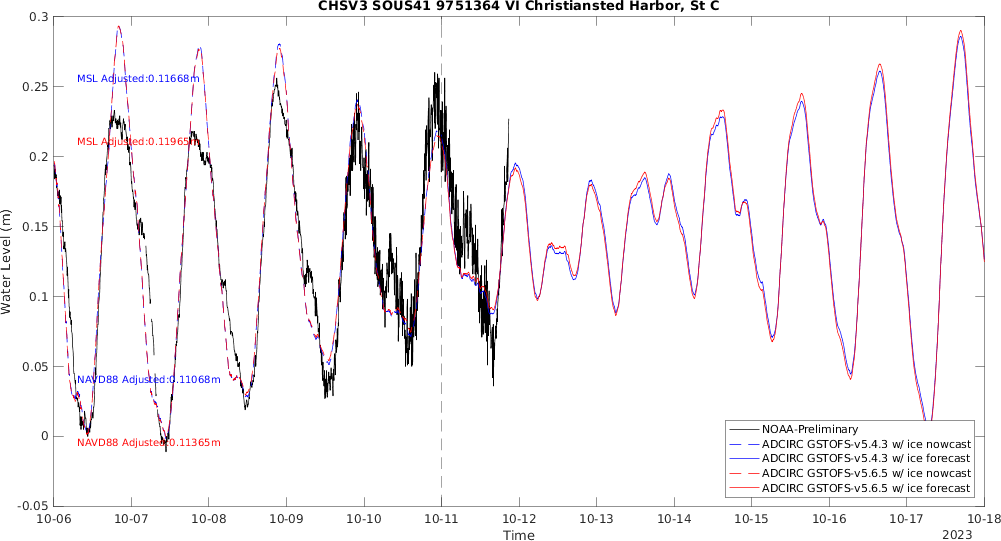 CHSV3 SOUS41 9751364 VI Christiansted Harbor, St C
0.3
0.25
0.2
0.15
0.1
0.05
0
-0.05
Water Level (m)
MSL Adjusted:0.11668m
MSL Adjusted:0.11965m
NAVD88 Adjusted:0.11068m
NAVD88 Adjusted:0.11365m
NOAA-Preliminary
ADCIRC GSTOFS-v5.4.3 w/ ice nowcast
ADCIRC GSTOFS-v5.4.3 w/ ice forecast
ADCIRC GSTOFS-v5.6.5 w/ ice nowcast
ADCIRC GSTOFS-v5.6.5 w/ ice forecast
10-06 10-07 10-08 10-09 10-10 10-11 10-12 10-13 10-14 10-15 10-16 10-17 10-18
Time
2023